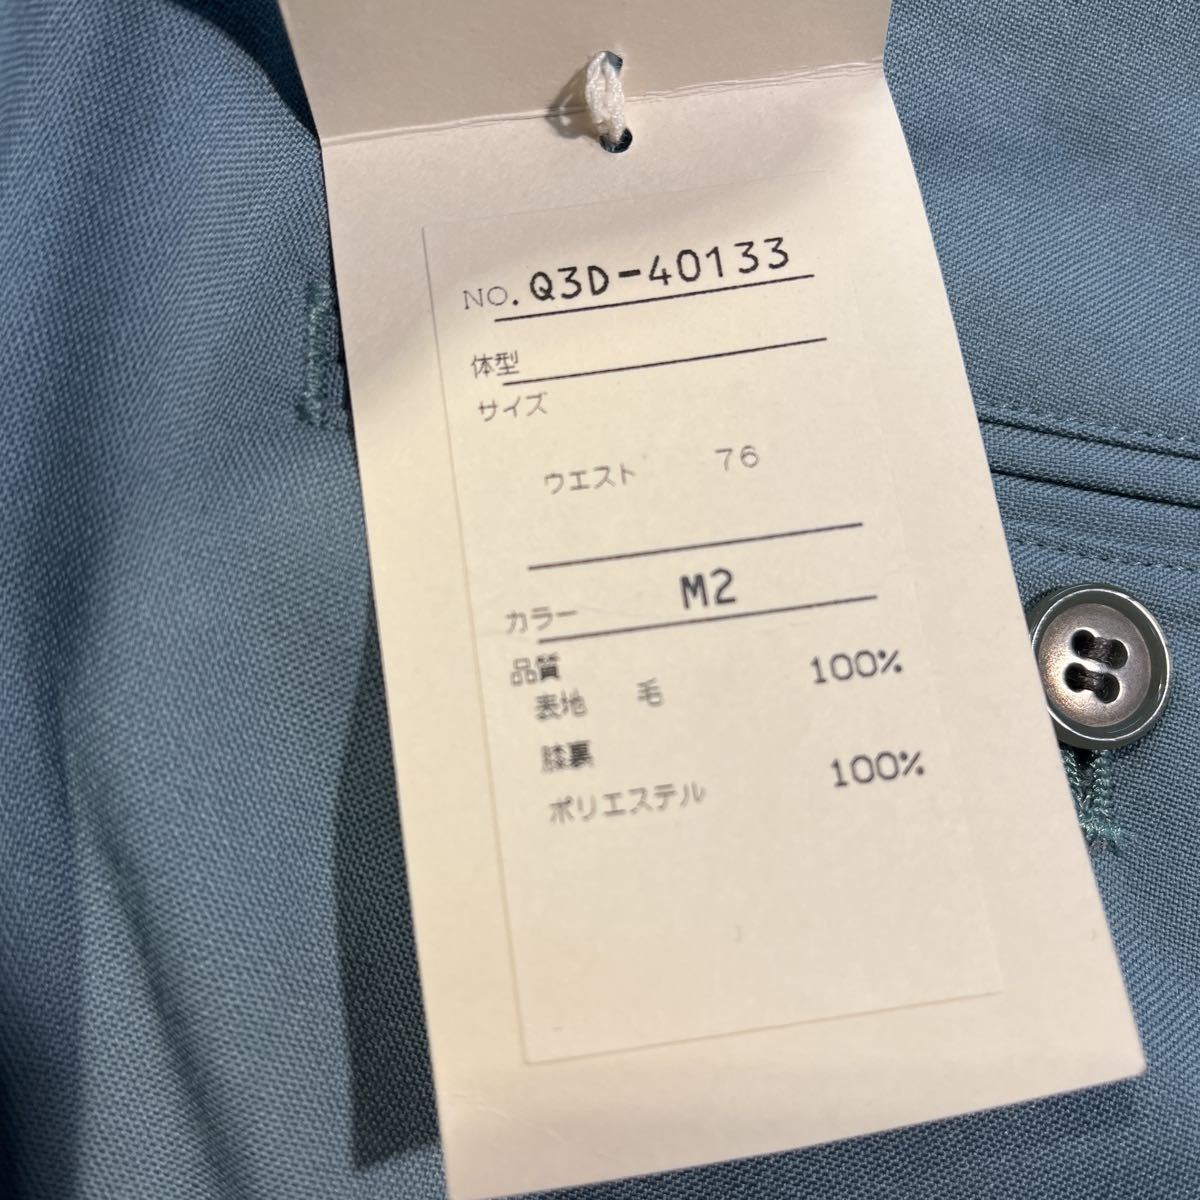 NO. Q3D-40133
体型
サイズ
ウエスト 76
カラー M2
品質
表地 毛 100%
膝裏
ポリエステル 100%